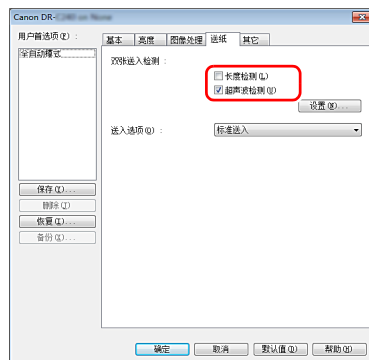 Canon DR-
用户首选项(P) :
全自动模式
保存(T)...
删除(J)
恢复(L)...
备份(K)...
基本
亮度
图像处理
送纸
其它
双张送入检测 :
长度检测(L)
超声波检测(U)
设置(W)...
送入选项(O) :
标准送入
确定
取消
默认值(D)
帮助(H)